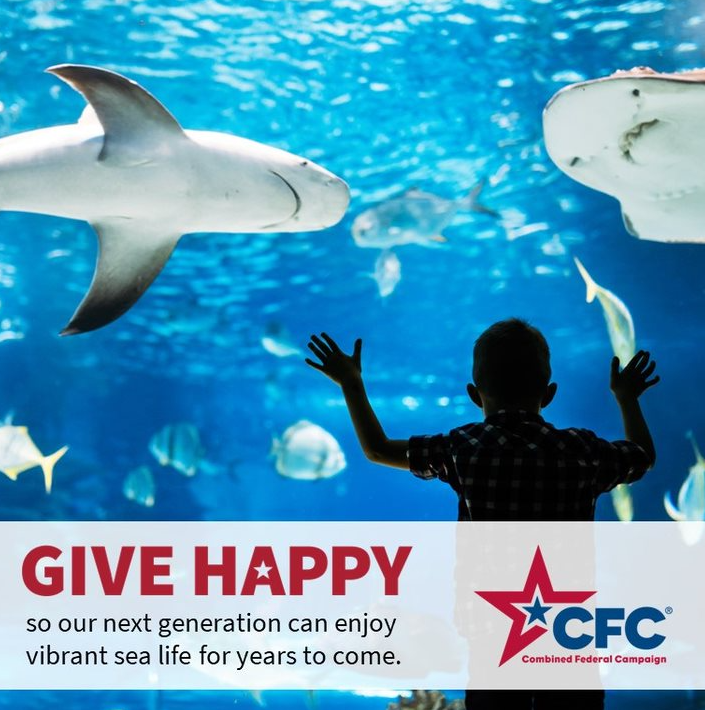 GIVE HAPPY
so our next generation can enjoy
vibrant sea life for years to come.
CFC®
Combined Federal Campaign